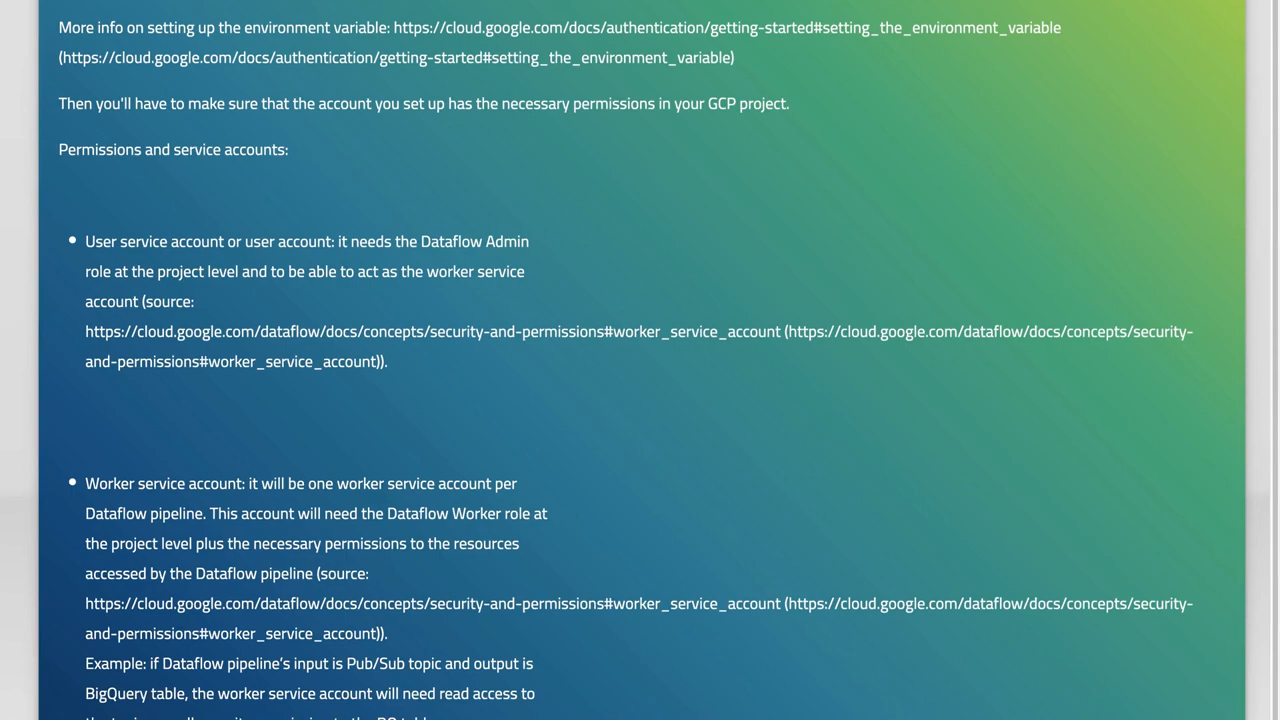 More info on setting up the environment variable: https://cloud.google.com/docs/authentication/getting-started#setting_the_environment_variable
(https://cloud.google.com/docs/authentication/getting-started#setting_the_environment_variable)
Then you'll have to make sure that the account you set up has the necessary permissions in your GCP project.
Permissions and service accounts:
• User service account or user account: it needs the Dataflow Admin
role at the project level and to be able to act as the worker service
account (source:
https://cloud.google.com/dataflow/docs/concepts/security-and-permissions#worker_service_account (https://cloud.google.com/dataflow/docs/concepts/security-
and-permissions#worker_service_account)).
• Worker service account: it will be one worker service account per
Dataflow pipeline. This account will need the Dataflow Worker role at
the project level plus the necessary permissions to the resources
accessed by the Dataflow pipeline (source:
https://cloud.google.com/dataflow/docs/concepts/security-and-permissions#worker_service_account (https://cloud.google.com/dataflow/docs/concepts/security-
and-permissions#worker_service_account)).
Example: if Dataflow pipeline’s input is Pub/Sub topic and output is
BigQuery table, the worker service account will need read access to